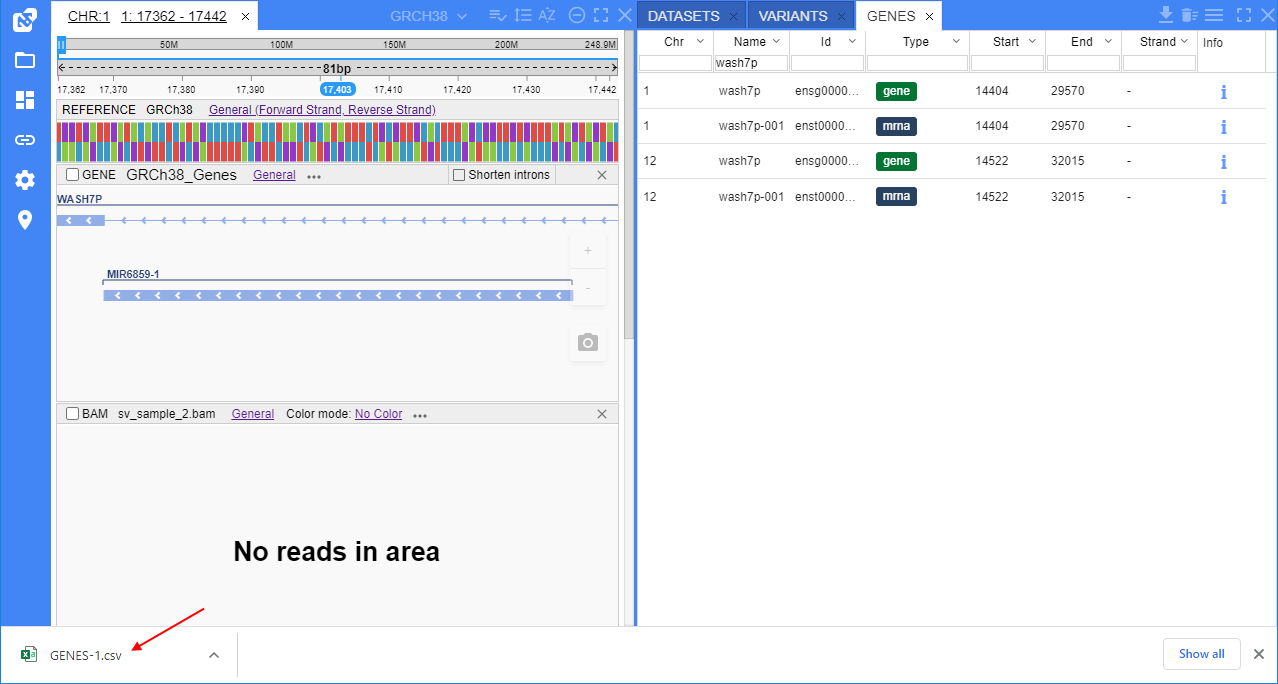 CHR:1 1: 17362 - 17442 × GRCH38 AZ
50M 100M 150M 200M 248.9M
81bp
17,362 17,370 17,380 17,390 17,403 17,410 17,420 17,430 17,442
REFERENCE GRCh38 General (Forward Strand, Reverse Strand)
GENE GRCh38_Genes General ••• Shorten introns
WASH7P
+
MIR6859-1
-
BAM sv_sample_2.bam General Color mode: No Color •••
No reads in area
DATASETS × VARIANTS × GENES ×
Chr Name Id Type Start End Strand Info
wash7p
1 wash7p ensg0000... gene 14404 29570 - i
1 wash7p-001 enst0000... mrna 14404 29570 - i
12 wash7p ensg0000... gene 14522 32015 - i
12 wash7p-001 enst0000... mrna 14522 32015 - i
GENES-1.csv
Show all